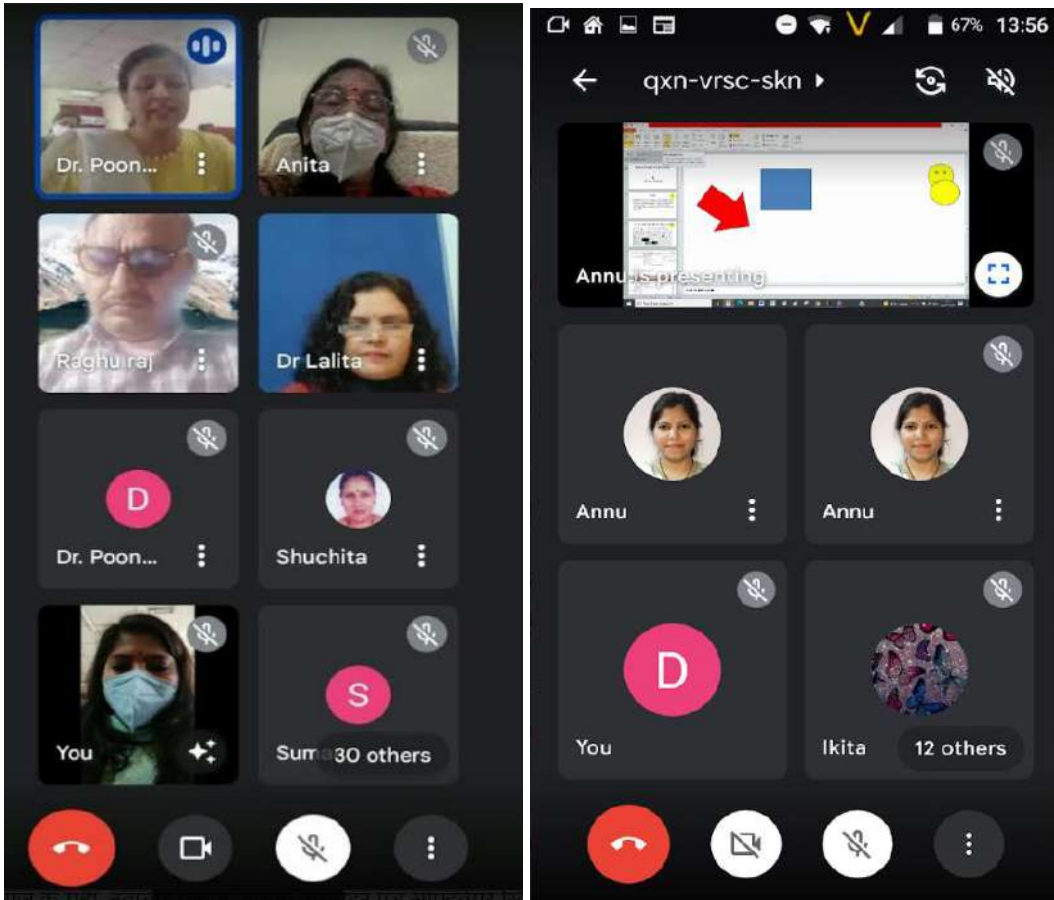 Dr. Poon...
Anita
Raghu raj
Dr Lalita
D
Dr. Poon...
Shuchita
You
S
Sum
30 others
67% 13:56
qxn-vrsc-skn
Annu is presenting
Annu
Annu
D
You
Ikita
12 others